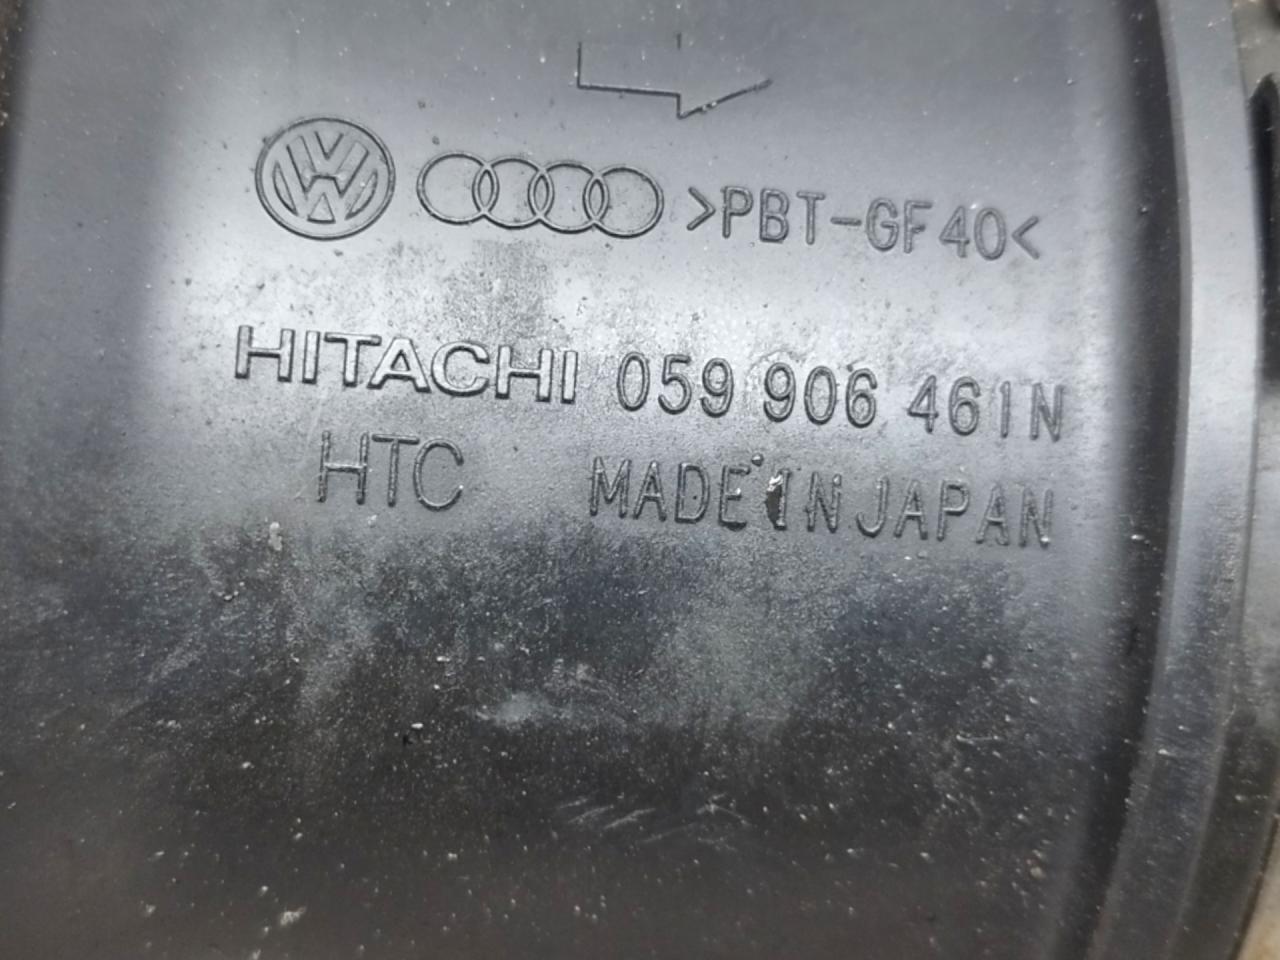 >PBT-GF40<
HITACHI 059 906 461N
HTC MADE IN JAPAN